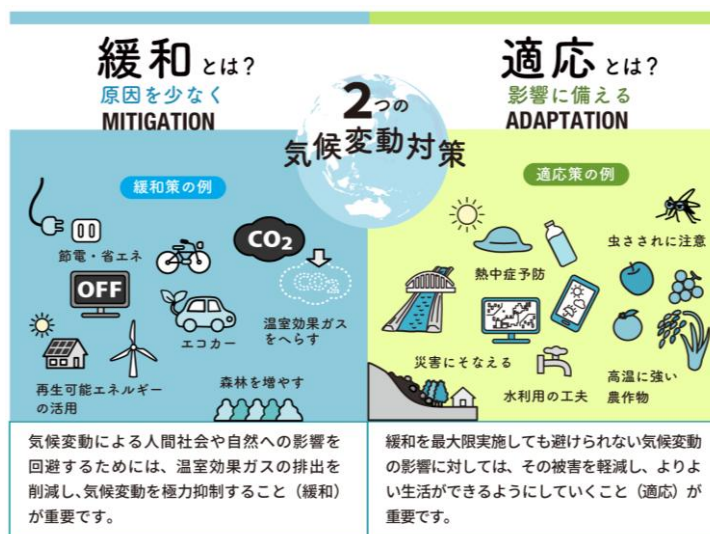 緩和とは?
原因を少なく
MITIGATION
2つの
気候変動対策
適応とは?
影響に備える
ADAPTATION
緩和策の例
節電・省エネ
OFF
CO2
CO2
エコカー
温室効果ガス
をへらす
再生可能エネルギー
の活用
森林を増やす
適応策の例
虫さされに注意
熱中症予防
災害にそなえる
水利用の工夫
高温に強い
農作物
気候変動による人間社会や自然への影響を
回避するためには、温室効果ガスの排出を
削減し、気候変動を極力抑制すること（緩和）
が重要です。
緩和を最大限実施しても避けられない気候変動
の影響に対しては、その被害を軽減し、よりよ
い生活ができるようにしていくこと（適応）が
重要です。